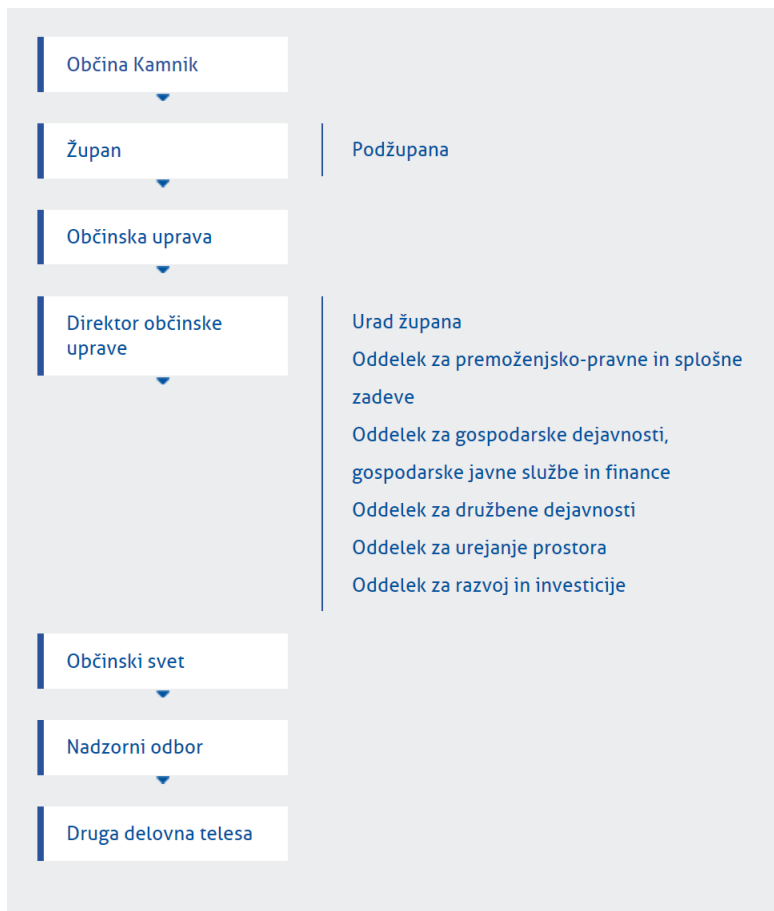 Občina Kamnik
Župan
Podžupana
Občinska uprava
Direktor občinske
uprave
Urad župana
Oddelek za premoženjsko-pravne in splošne
zadeve
Oddelek za gospodarske dejavnosti,
gospodarske javne službe in finance
Oddelek za družbene dejavnosti
Oddelek za urejanje prostora
Oddelek za razvoj in investicije
Občinski svet
Nadzorni odbor
Druga delovna telesa